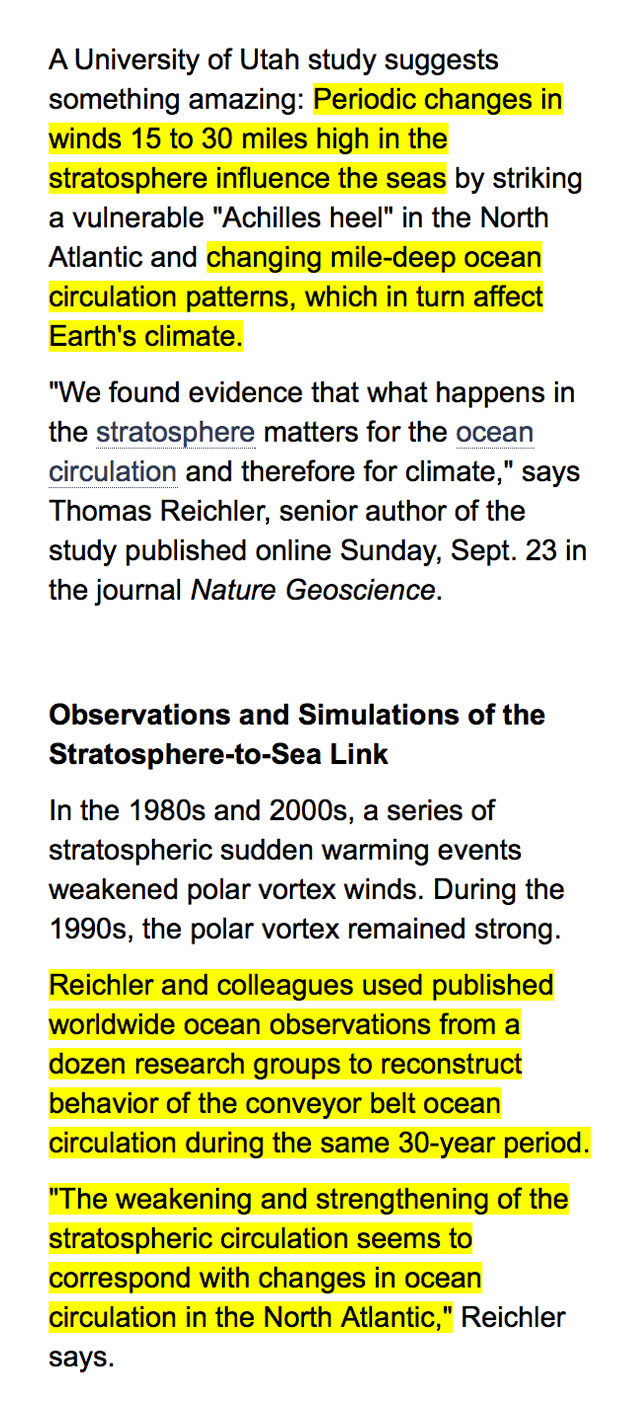 A University of Utah study suggests
something amazing: Periodic changes in
winds 15 to 30 miles high in the
stratosphere influence the seas by striking
a vulnerable "Achilles heel" in the North
Atlantic and changing mile-deep ocean
circulation patterns, which in turn affect
Earth's climate.
"We found evidence that what happens in
the stratosphere matters for the ocean
circulation and therefore for climate," says
Thomas Reichler, senior author of the
study published online Sunday, Sept. 23 in
the journal Nature Geoscience.
Observations and Simulations of the
Stratosphere-to-Sea Link
In the 1980s and 2000s, a series of
stratospheric sudden warming events
weakened polar vortex winds. During the
1990s, the polar vortex remained strong.
Reichler and colleagues used published
worldwide ocean observations from a
dozen research groups to reconstruct
behavior of the conveyor belt ocean
circulation during the same 30-year period.
"The weakening and strengthening of the
stratospheric circulation seems to
correspond with changes in ocean
circulation in the North Atlantic," Reichler
says.